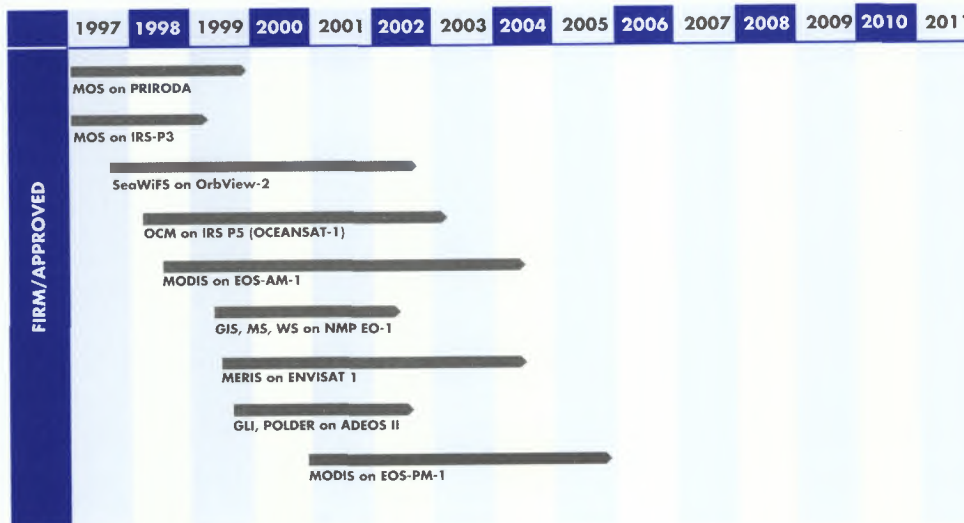 1997 1998 1999 2000 2001 2002 2003 2004 2005 2006 2007 2008 2009 2010 2011
FIRM/APPROVED
MOS on PRIRODA
MOS on IRS-P3
SeaWiFS on OrbView-2
OCM on IRS P5 (OCEANSAT-1)
MODIS on EOS-AM-1
GIS, MS, WS on NMP EO-1
MERIS on ENVISAT 1
GLI, POLDER on ADEOS II
MODIS on EOS-PM-1